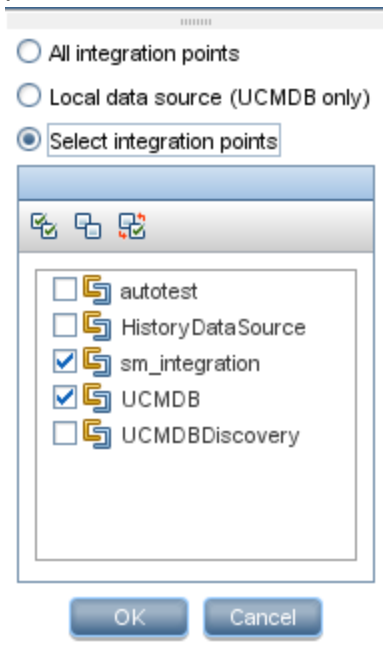 All integration points
Local data source (UCMDB only)
Select integration points
autotest
HistoryDataSource
sm_integration
UCMDB
UCMDBDiscovery
OK Cancel